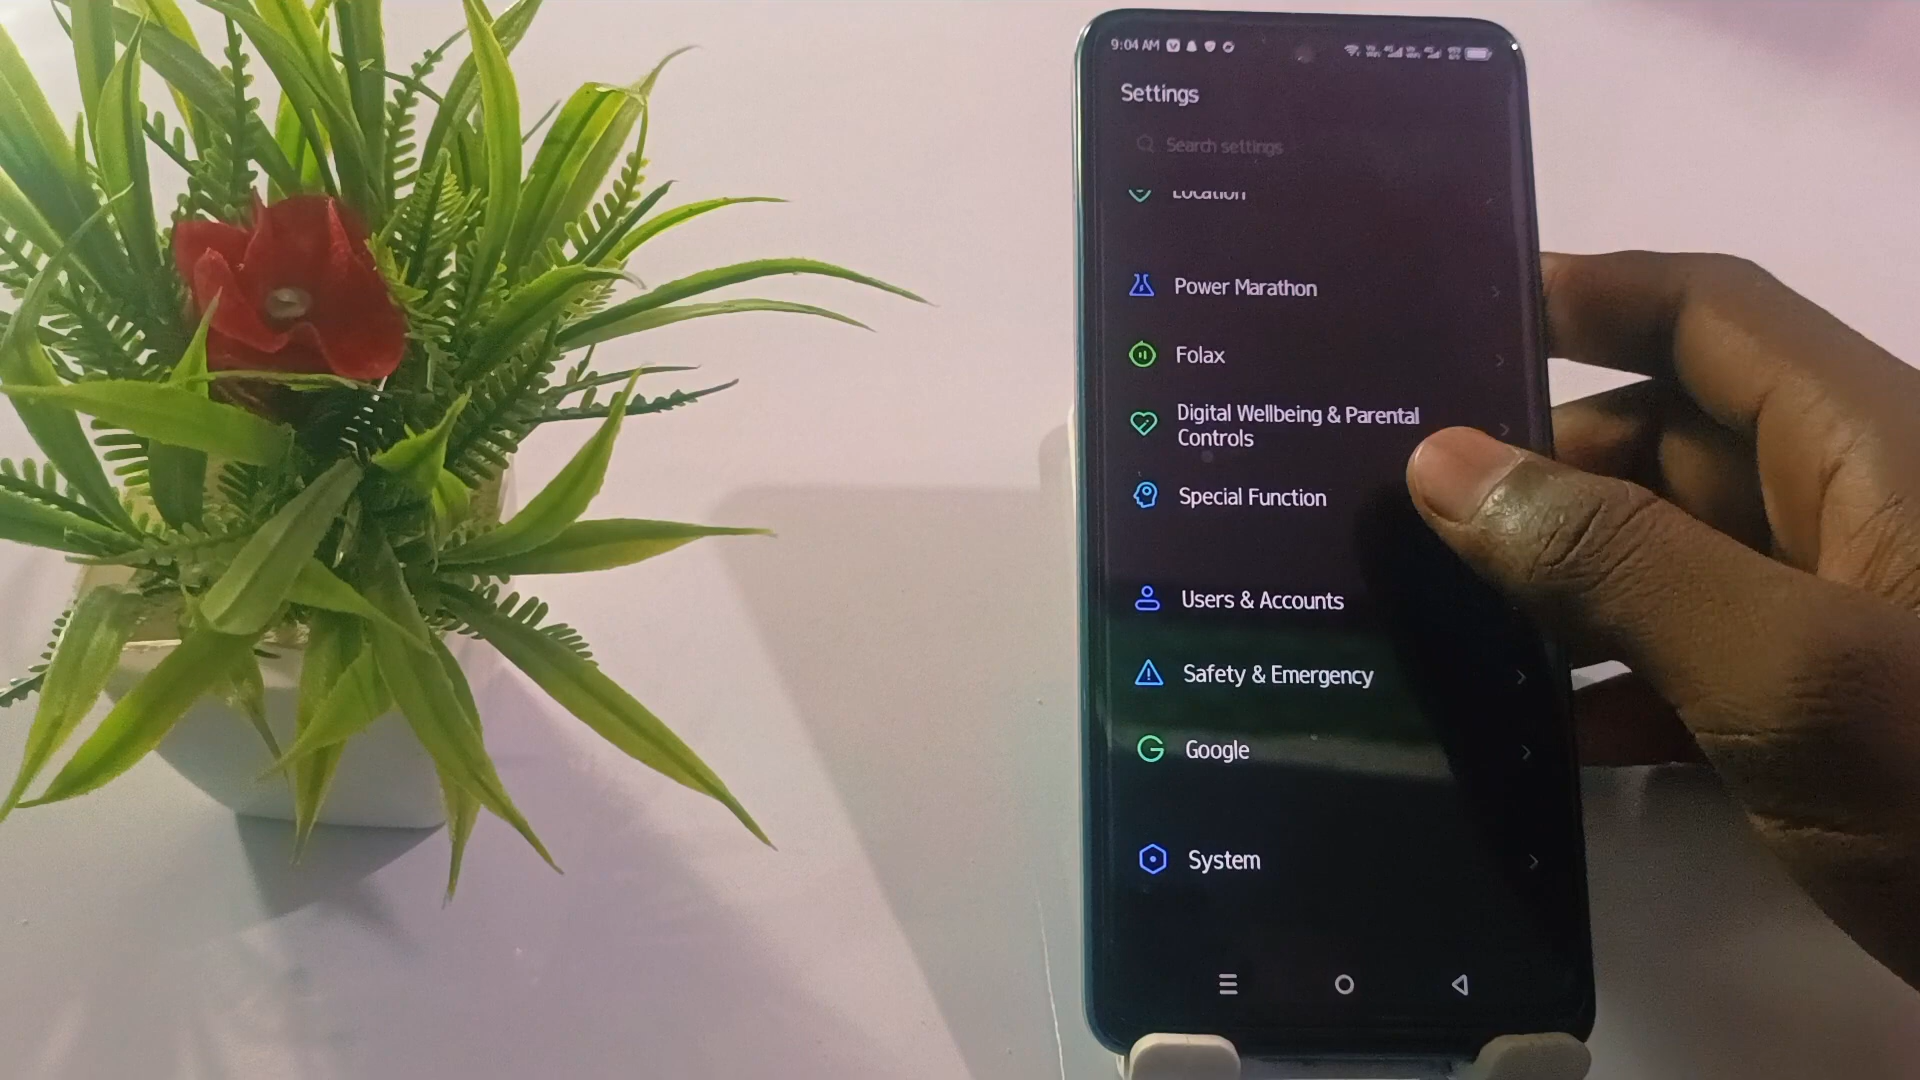 9:04 AM
Settings
Search settings
Location
Power Marathon
Folax
Digital Wellbeing & Parental
Controls
Special Function
Users & Accounts
Safety & Emergency
Google
System